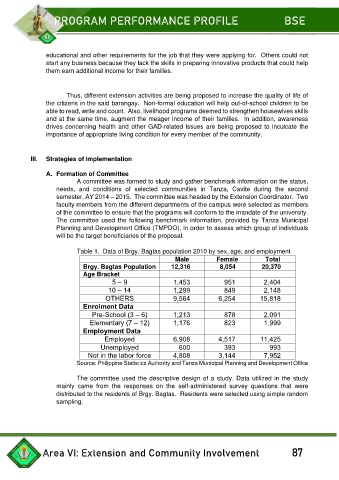 PROGRAM PERFORMANCE PROFILE BSE
educational and other requirements for the job that they were applying for. Others could not
start any business because they lack the skills in preparing innovative products that could help
them earn additional income for their families.
Thus, different extension activities are being proposed to increase the quality of life of
the citizens in the said barangay. Non-formal education will help out-of-school children to be
able to read, write and count. Also, livelihood programs deemed to strengthen housewives skills
and at the same time, augment the meager income of their families. In addition, awareness
drives concerning health and other GAD-related issues are being proposed to inculcate the
importance of appropriate living condition for every member of the community.
III. Strategies of Implementation
A. Formation of Committee
A committee was formed to study and gather benchmark information on the status,
needs, and conditions of selected communities in Tanza, Cavite during the second
semester, AY 2014 – 2015. The committee was headed by the Extension Coordinator. Two
faculty members from the different departments of the campus were selected as members
of the committee to ensure that the programs will conform to the mandate of the university.
The committee used the following benchmark information, provided by Tanza Municipal
Planning and Development Office (TMPDO), in order to assess which group of individuals
will be the target beneficiaries of the proposal.
Table 1. Data of Brgy. Bagtas population 2010 by sex, age, and employment
Male Female Total
Brgy. Bagtas Population 12,316 8,054 20,370
Age Bracket
5 – 9 1,453 951 2,404
10 – 14 1,299 849 2,148
OTHERS 9,564 6,254 15,818
Enrolment Data
Pre-School (3 – 6) 1,213 878 2,091
Elementary (7 – 12) 1,176 823 1,999
Employment Data
Employed 6,908 4,517 11,425
Unemployed 600 393 993
Not in the labor force 4,808 3,144 7,952
Source: Philippine Statistics Authority and Tanza Municipal Planning and Development Office
The committee used the descriptive design of a study. Data utilized in the study
mainly came from the responses on the self-administered survey questions that were
distributed to the residents of Brgy. Bagtas. Residents were selected using simple random
sampling.
Area VI: Extension and Community Involvement 87